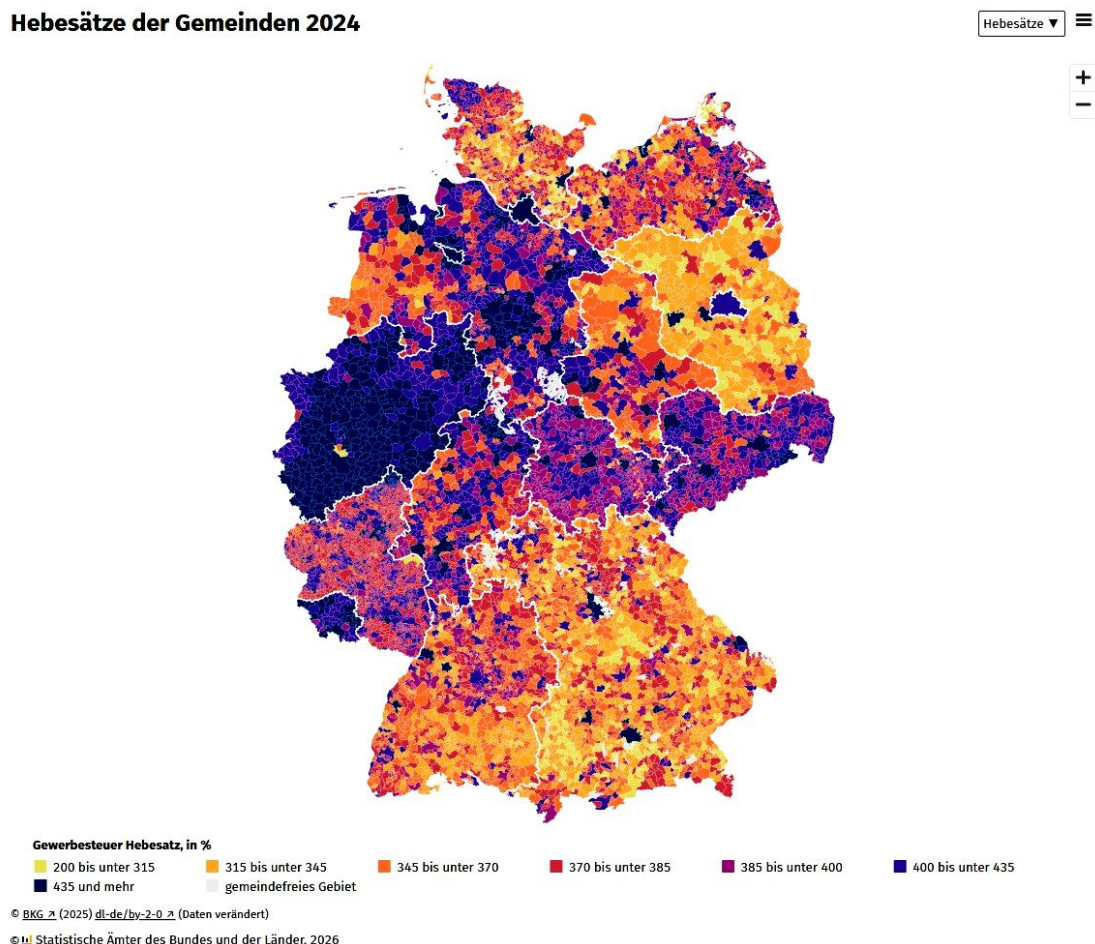 Hebesätze der Gemeinden 2024
Hebesätze ▼
+
−
Gewerbesteuer Hebesatz, in %
200 bis unter 315
315 bis unter 345
345 bis unter 370
370 bis unter 385
385 bis unter 400
400 bis unter 435
435 und mehr
gemeindefreies Gebiet
© BKG ↗ (2025) dl-de/by-2-0 ↗ (Daten verändert)
© Statistische Ämter des Bundes und der Länder, 2026